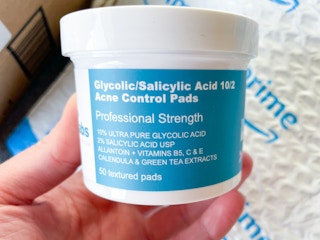 Glycolic/Salicylic Acid 10/2
Acne Control Pads
Professional Strength
10% ULTRA PURE GLYCOLIC ACID
2% SALICYLIC ACID USP
ALLANTOIN + VITAMINS B5, C & E
CALENDULA & GREEN TEA EXTRACTS
50 textured pads
prime